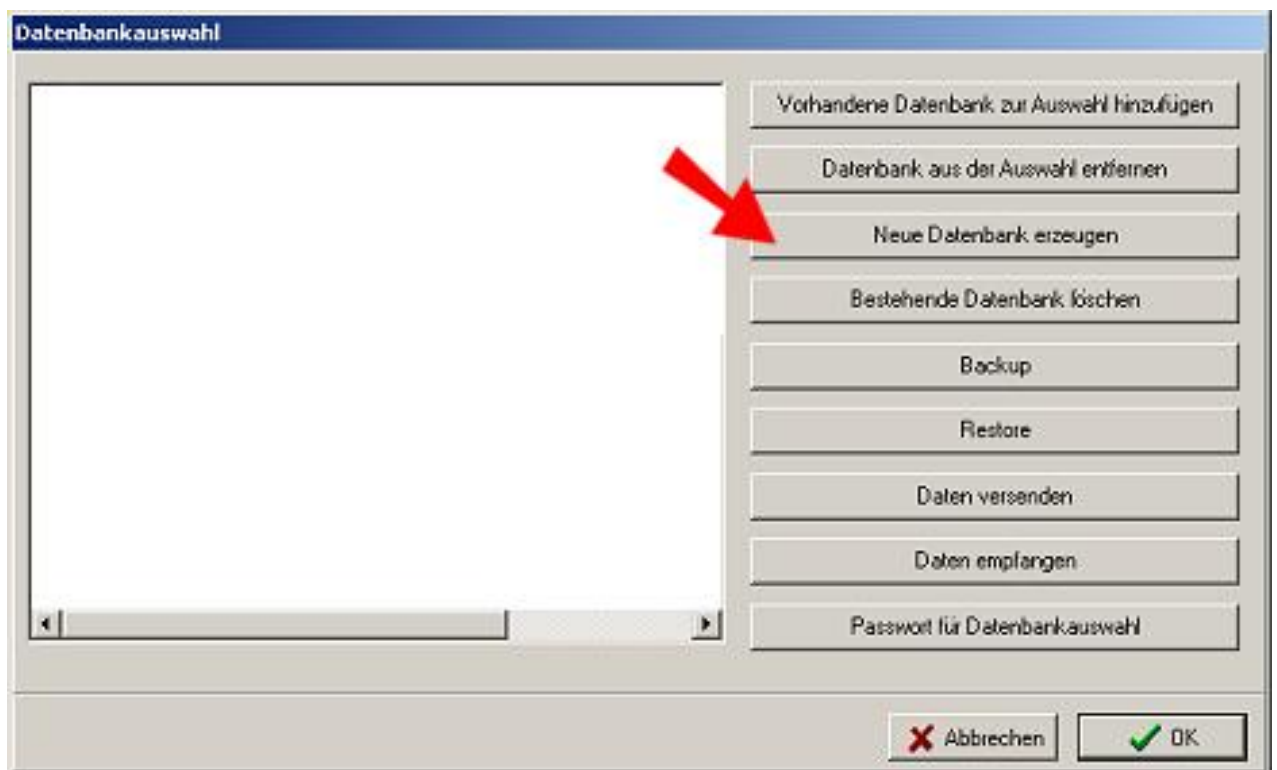 Datenbankauswahl
Vorhandene Datenbank zur Auswahl hinzufügen
Datenbank aus der Auswahl entfernen
Neue Datenbank erzeugen
Bestehende Datenbank löschen
Backup
Restore
Daten versenden
Daten empfangen
Passwort für Datenbankauswahl
Abbrechen
OK